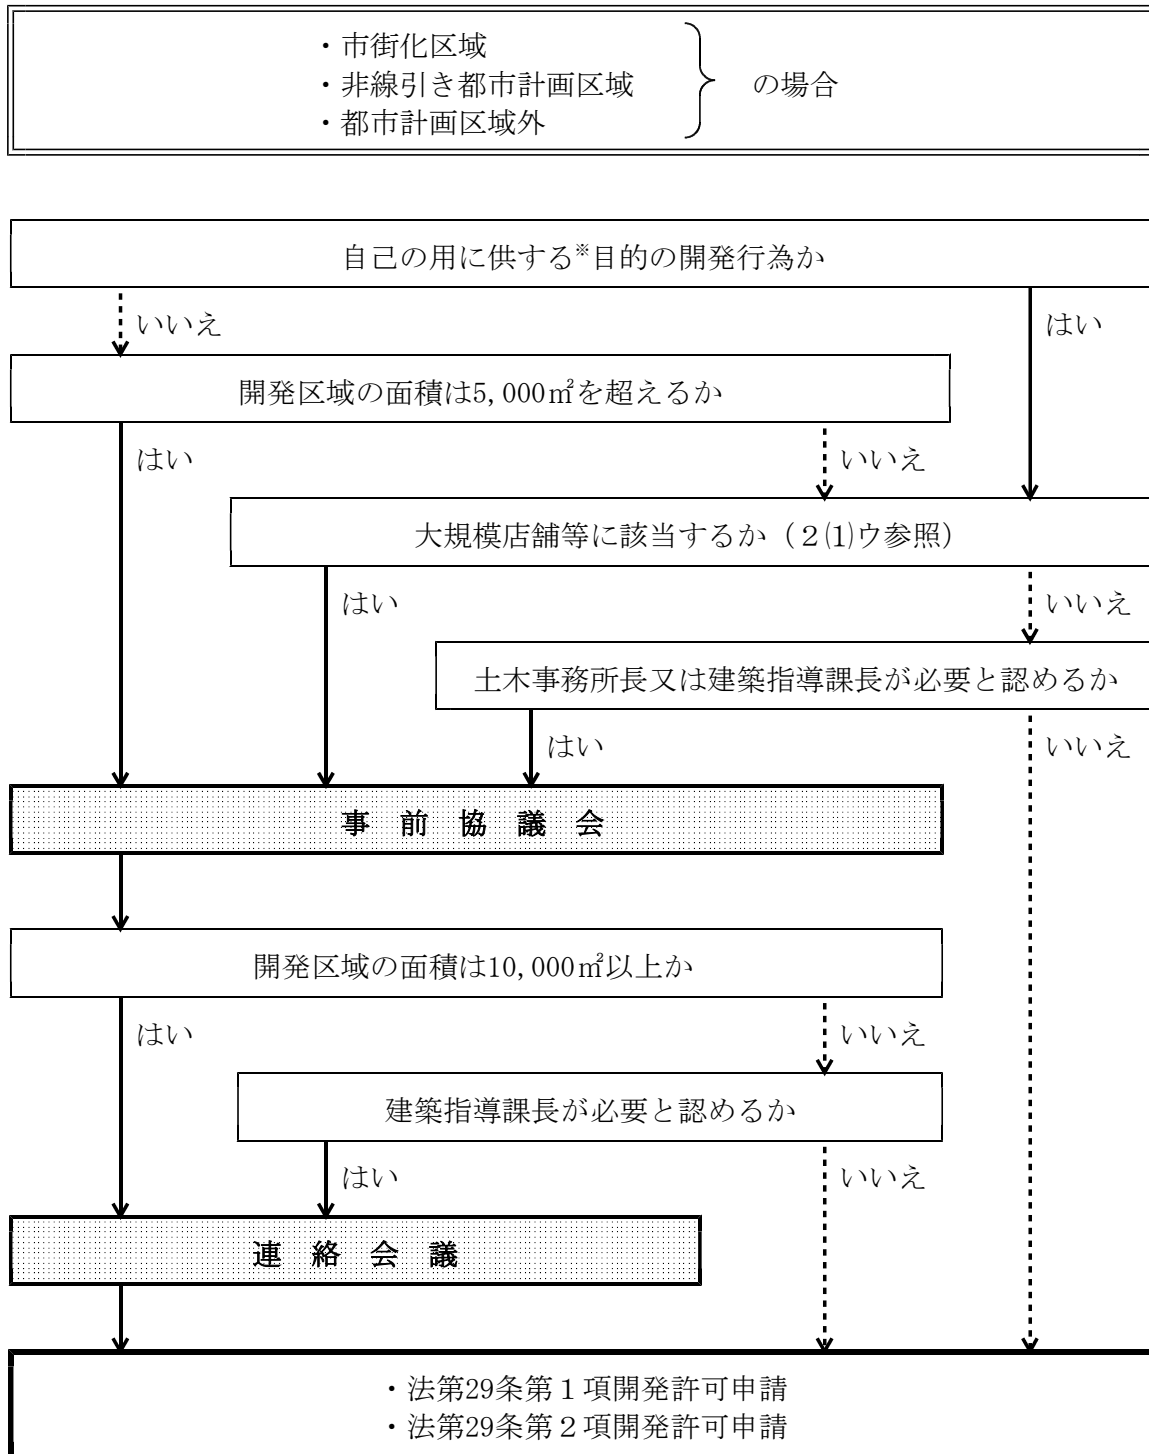 ・市街化区域
・非線引き都市計画区域
・都市計画区域外
の場合
自己の用に供する※目的の開発行為か
いいえ
はい
開発区域の面積は5,000㎡を超えるか
はい
いいえ
大規模店舗等に該当するか（２⑴ウ参照）
はい
いいえ
土木事務所長又は建築指導課長が必要と認めるか
はい
いいえ
事前協議会
開発区域の面積は10,000㎡以上か
はい
いいえ
建築指導課長が必要と認めるか
はい
いいえ
連絡会議
・法第29条第１項開発許可申請
・法第29条第２項開発許可申請